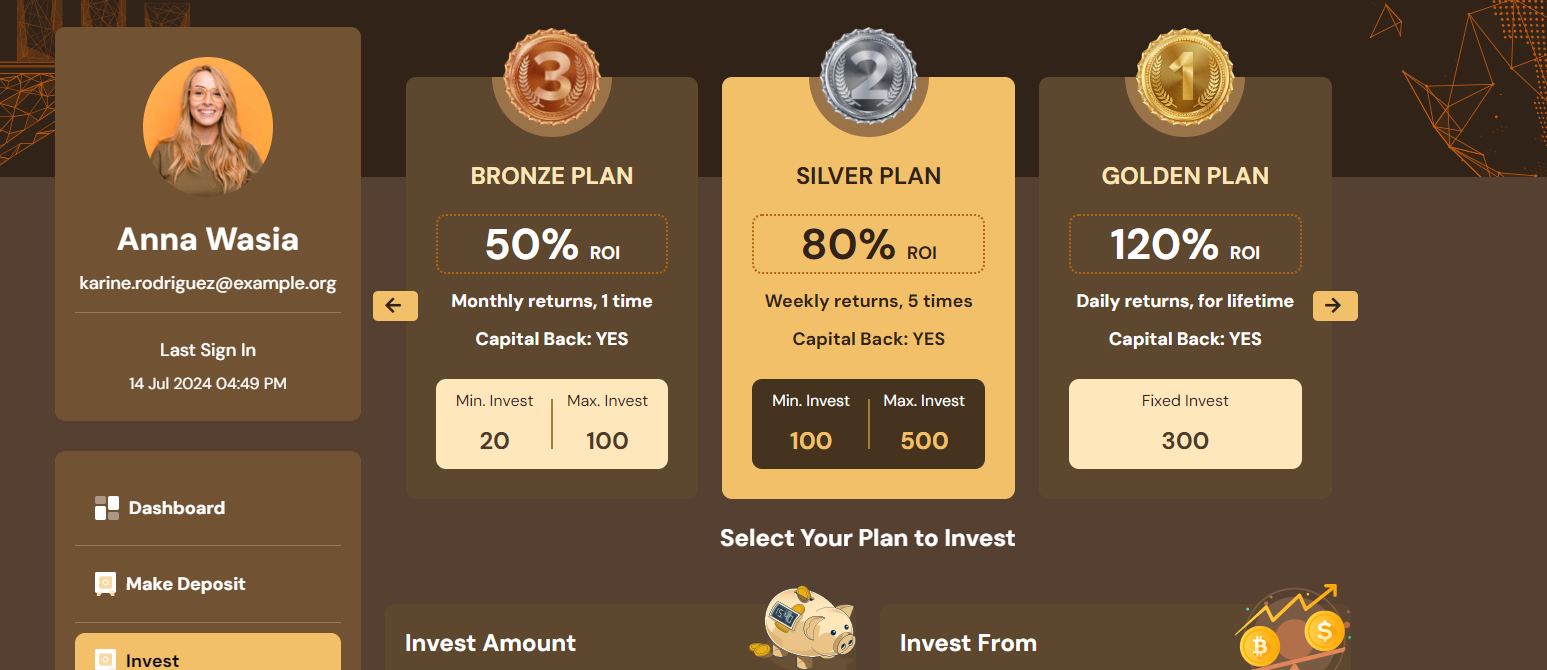 Anna Wasia
karine.rodriguez@example.org
Last Sign In
14 Jul 2024 04:49 PM
Dashboard
Make Deposit
Invest
3
BRONZE PLAN
50% ROI
Monthly returns, 1 time
Capital Back: YES
Min. Invest
20
Max. Invest
100
2
SILVER PLAN
80% ROI
Weekly returns, 5 times
Capital Back: YES
Min. Invest
100
Max. Invest
500
1
GOLDEN PLAN
120% ROI
Daily returns, for lifetime
Capital Back: YES
Fixed Invest
300
Select Your Plan to Invest
Invest Amount
Invest From